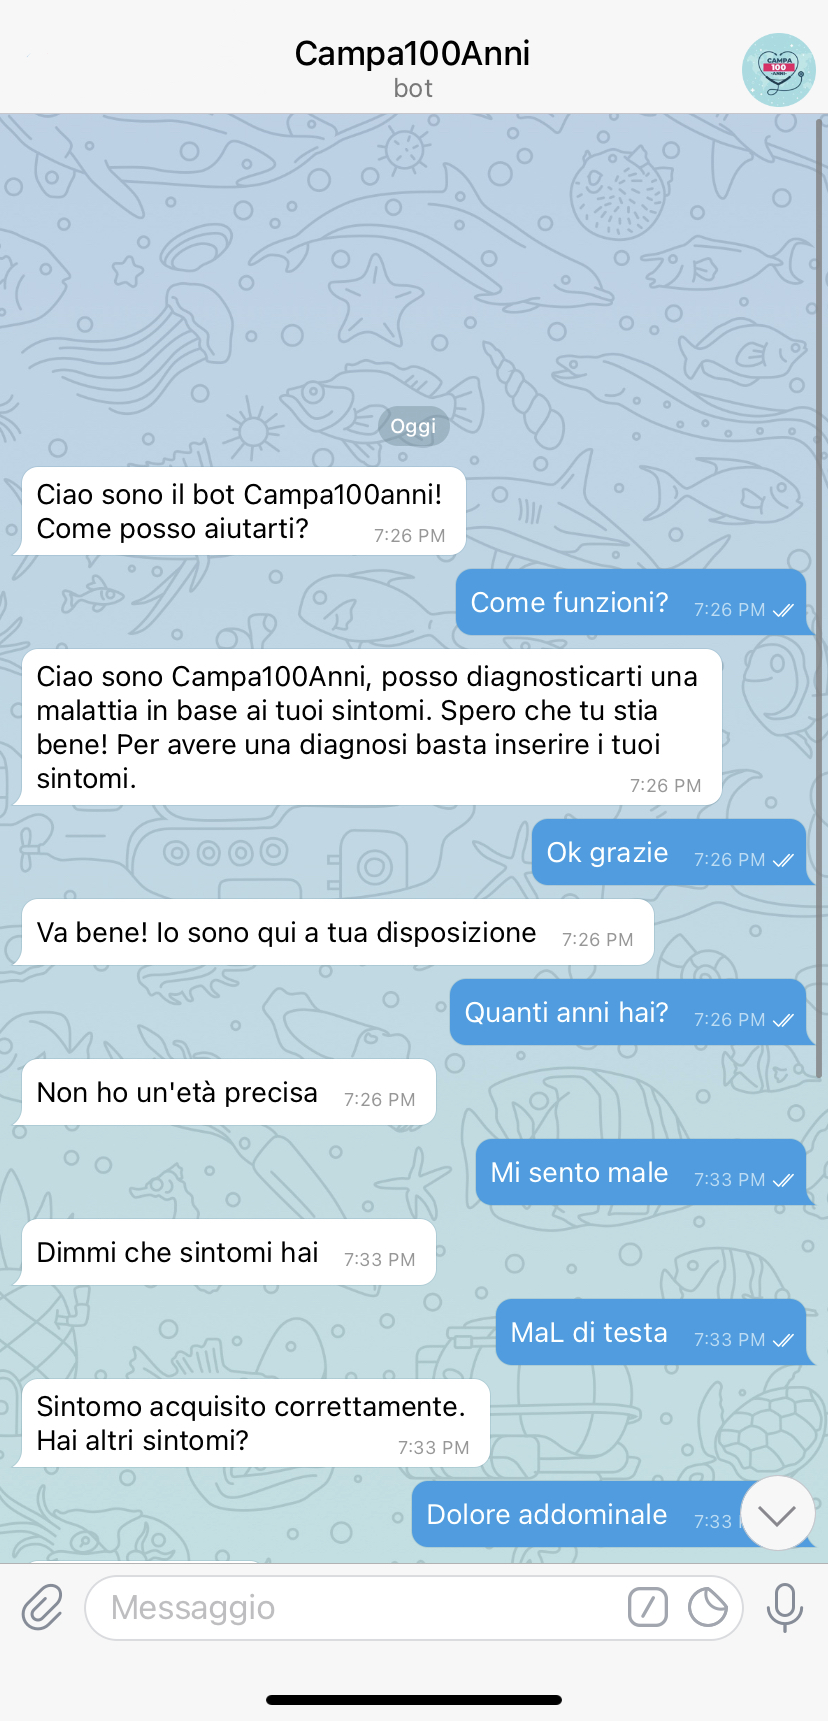 Campa100Anni
bot
CAMPA
100
ANNI
Oggi
Ciao sono il bot Campa100anni!
Come posso aiutarti?
7:26 PM
Come funzioni?
7:26 PM
Ciao sono Campa100Anni, posso diagnosticarti una
malattia in base ai tuoi sintomi. Spero che tu stia
bene! Per avere una diagnosi basta inserire i tuoi
sintomi.
7:26 PM
Ok grazie
7:26 PM
Va bene! Io sono qui a tua disposizione
7:26 PM
Quanti anni hai?
7:26 PM
Non ho un'età precisa
7:26 PM
Mi sento male
7:33 PM
Dimmi che sintomi hai
7:33 PM
MaL di testa
7:33 PM
Sintomo acquisito correttamente.
Hai altri sintomi?
7:33 PM
Dolore addominale
7:33
Messaggio